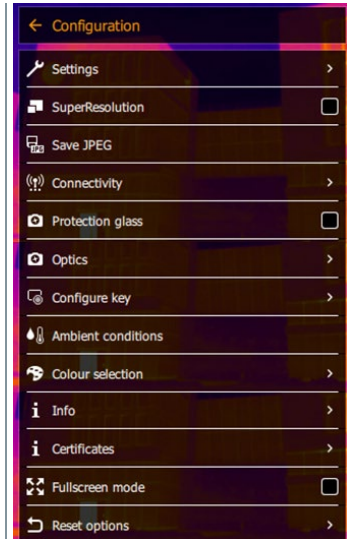 Configuration
Settings
SuperResolution
JPG Save JPEG
Connectivity
Protection glass
Optics
Configure key
Ambient conditions
Colour selection
i Info
i Certificates
Fullscreen mode
Reset options